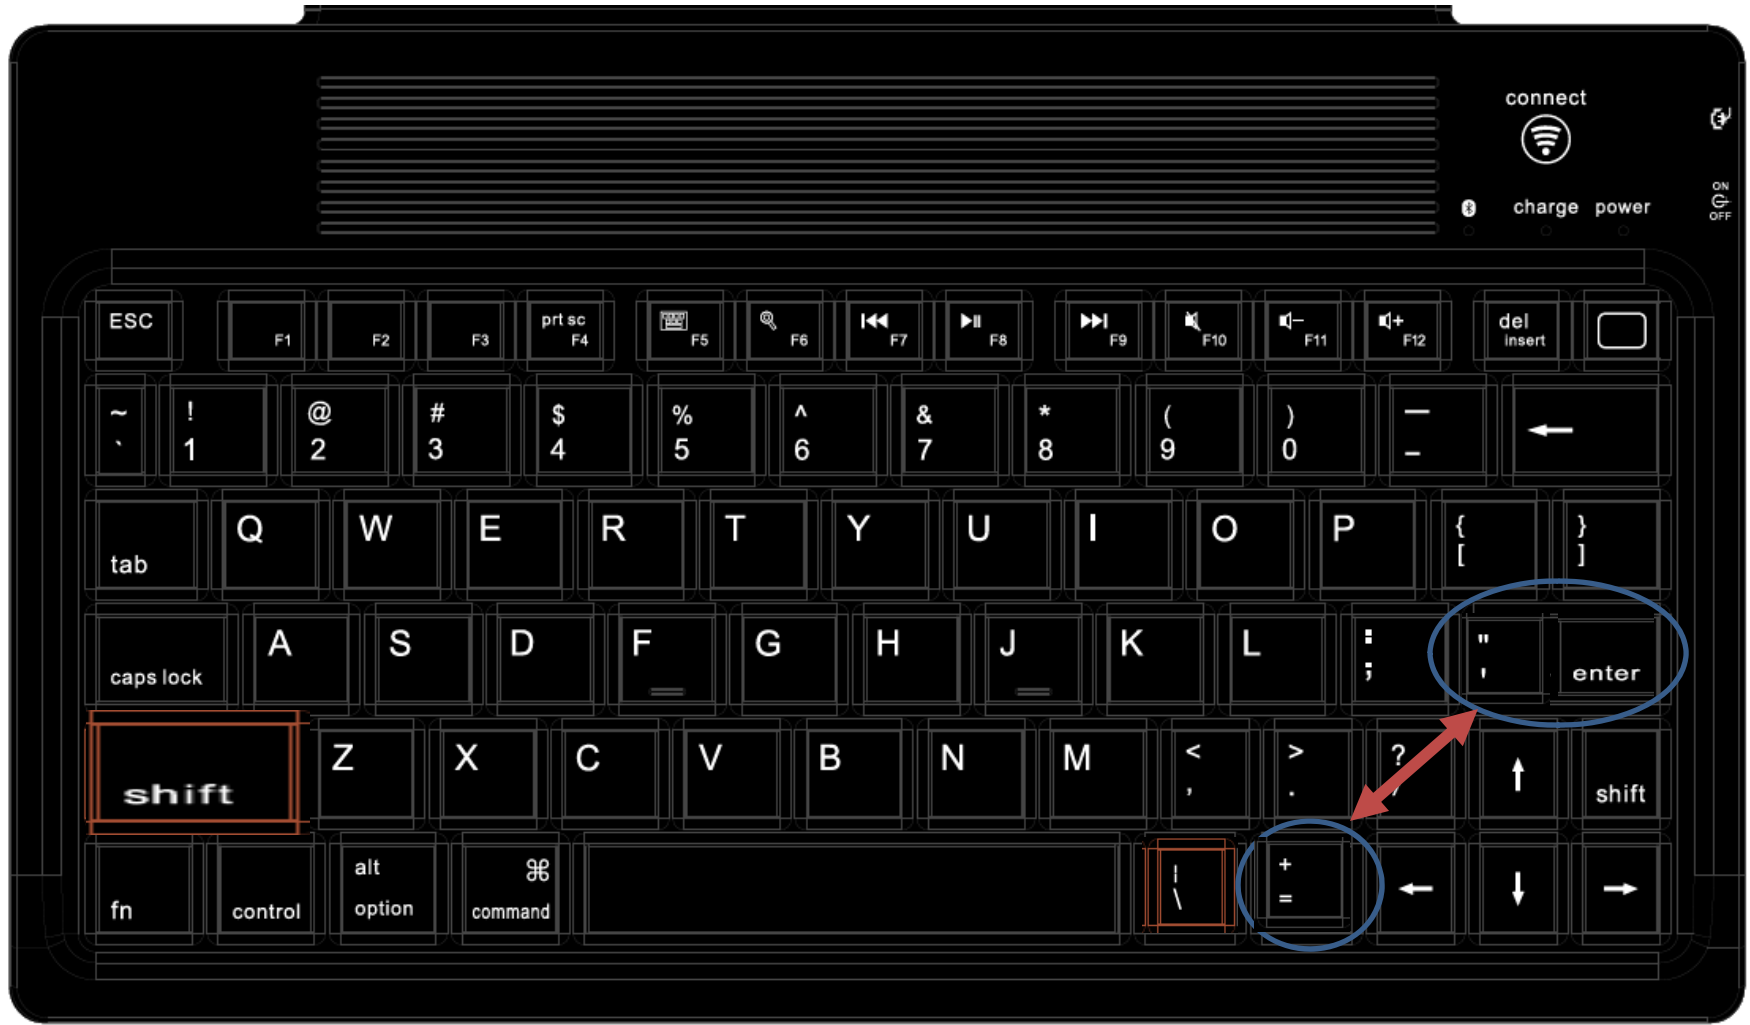 connect
ON
OFF
charge power
ESC F1 F2 F3 prt sc F4 F5 F6 F7 F8 F9 F10 F11 F12 del insert
~ ` ! 1 @ 2 # 3 $ 4 % 5 ^ 6 & 7 * 8 ( 9 ) 0 — – ←
tab Q W E R T Y U I O P { [ } ]
caps lock A S D F G H J K L : ; " ' enter
shift Z X C V B N M < , > . ? / ↑ shift
fn control alt option ⌘ command ¦ \ + = ← ↓ →